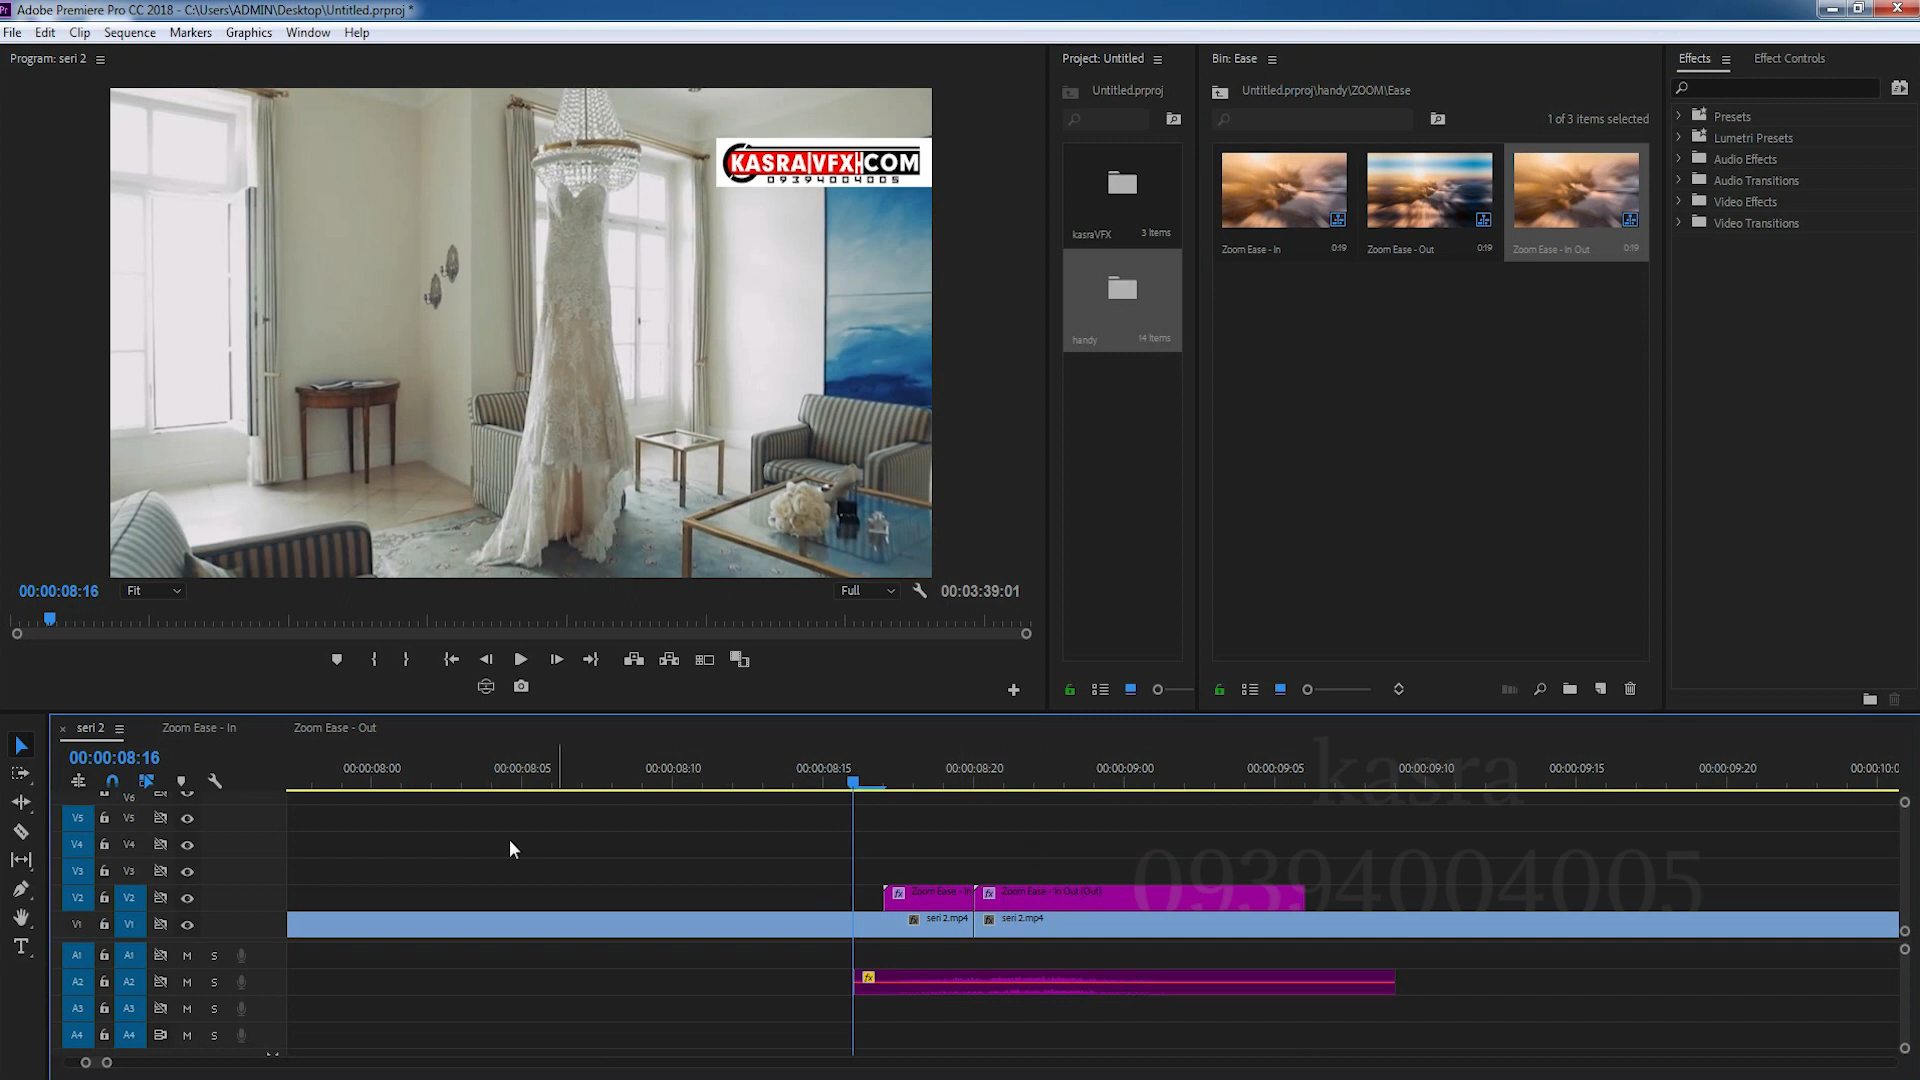 Adobe Premiere Pro CC 2018 - C:\Users\ADMIN\Desktop\Untitled.prproj *
File Edit Clip Sequence Markers Graphics Window Help
Program: seri 2
KASRA|VFX|-COM
09394004005
00:00:08:16 Fit Full 00:03:39:01
Project: Untitled
Untitled.prproj
kasraVFX 3 Items
handy 14 Items
Bin: Ease
Untitled.prproj\handy\ZOOM\Ease
1 of 3 items selected
Zoom Ease - In 0:19 Zoom Ease - Out 0:19 Zoom Ease - In Out 0:19
Effects Effect Controls
Presets
Lumetri Presets
Audio Effects
Audio Transitions
Video Effects
Video Transitions
seri 2 Zoom Ease - In Zoom Ease - Out
00:00:08:16
00:00:08:00 00:00:08:05 00:00:08:10 00:00:08:15 00:00:08:20 00:00:09:00 00:00:09:05 00:00:09:10 00:00:09:15 00:00:09:20 00:00:10:0
kasra
09394004005
V6
V5 V5
V4 V4
V3 V3
V2 V2 fx Zoom Ease - In fx Zoom Ease - In Out (Out)
V1 V1 fx seri 2.mp4 fx seri 2.mp4
A1 A1 M S
A2 A2 M S fx
A3 A3 M S
A4 A4 M S